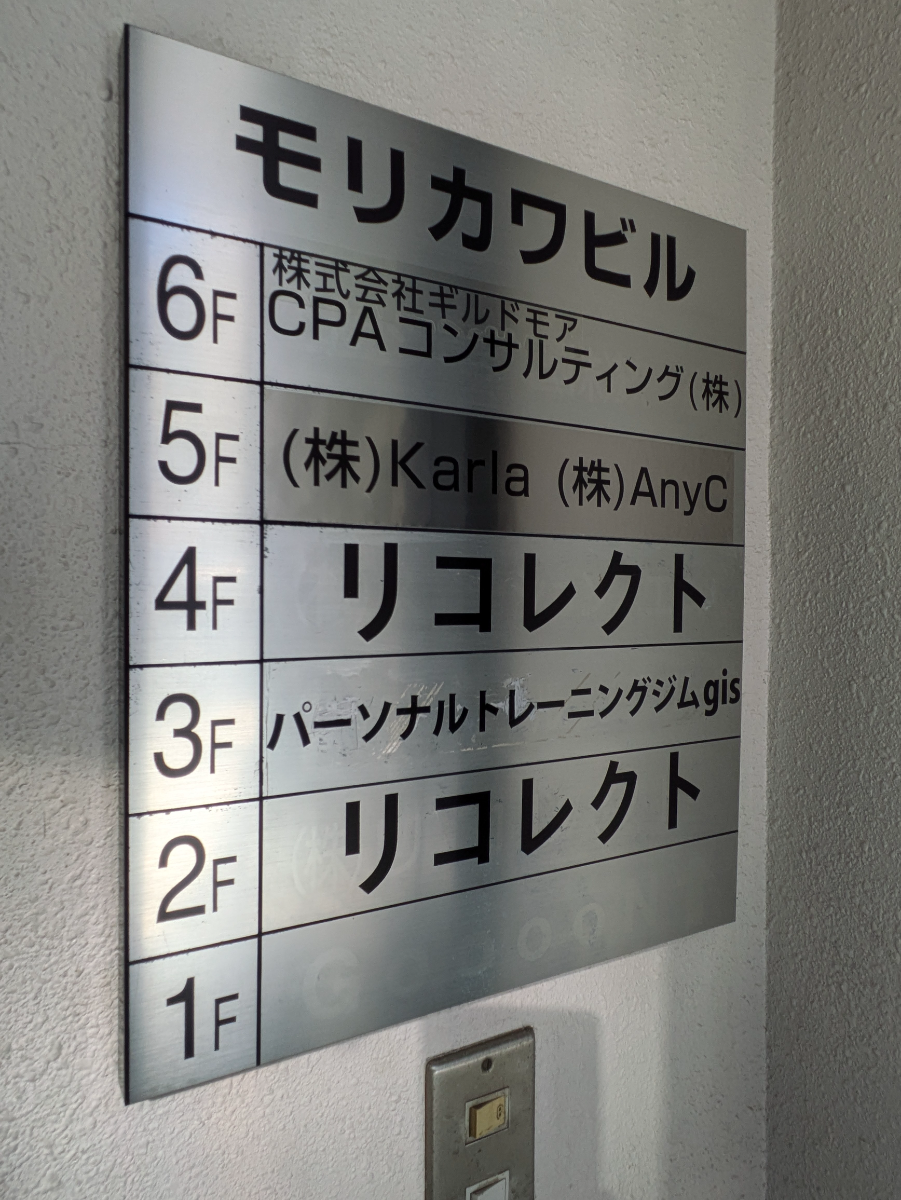 モリカワビル
6F 株式会社ギルドモア
CPAコンサルティング(株)
5F (株)Karla (株)AnyC
4F リコレクト
3F パーソナルトレーニングジムgis
2F リコレクト
1F